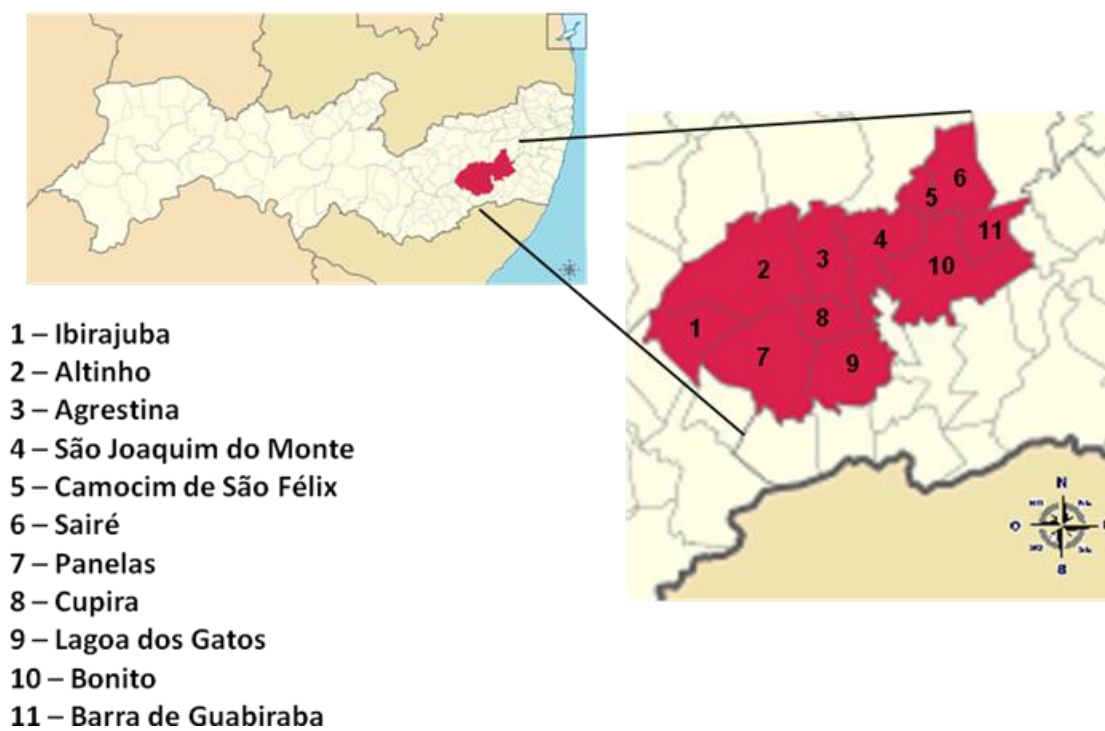 1 – Ibirajuba
2 – Altinho
3 – Agrestina
4 – São Joaquim do Monte
5 – Camocim de São Félix
6 – Sairé
7 – Panelas
8 – Cupira
9 – Lagoa dos Gatos
10 – Bonito
11 – Barra de Guabiraba
6
5
11
4
3
2
10
8
1
7
9
N
O